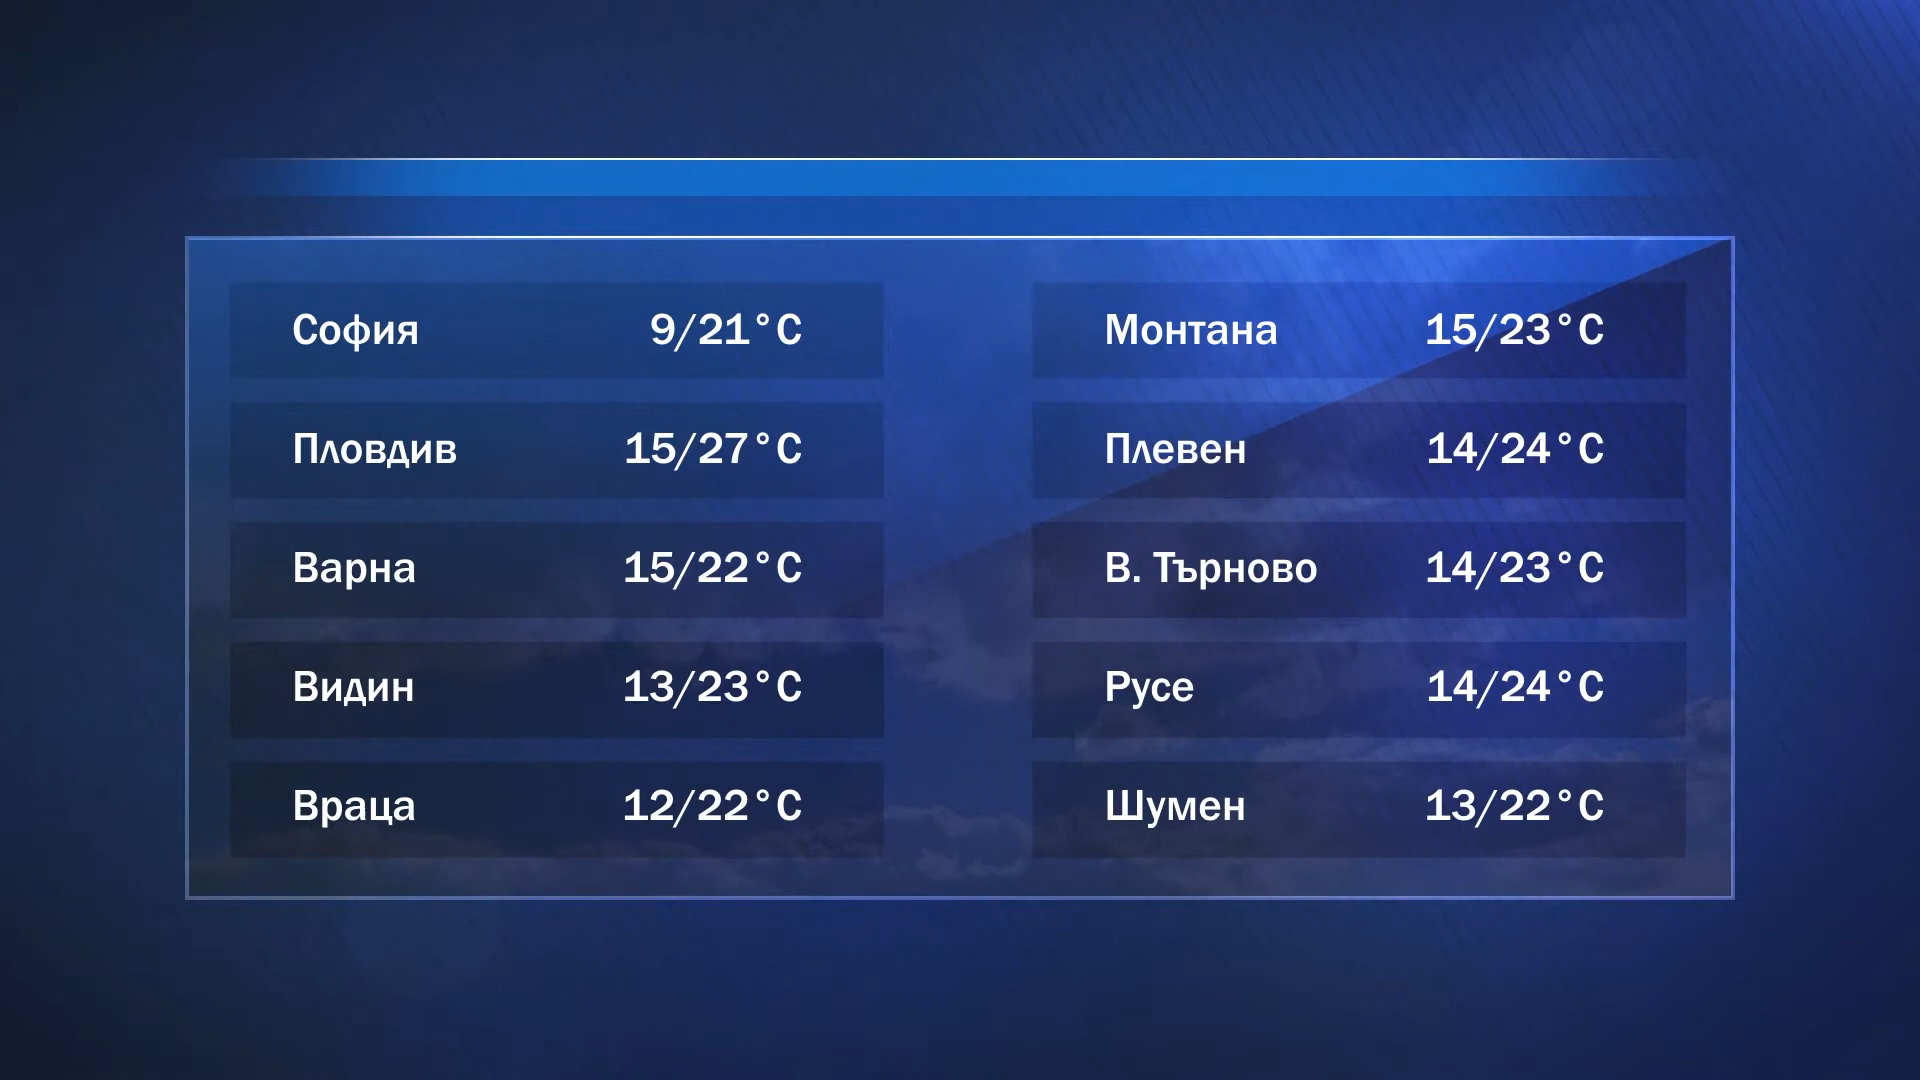 София 9/21°C
Пловдив 15/27°C
Варна 15/22°C
Видин 13/23°C
Враца 12/22°C
Монтана 15/23°C
Плевен 14/24°C
В. Търново 14/23°C
Русе 14/24°C
Шумен 13/22°C